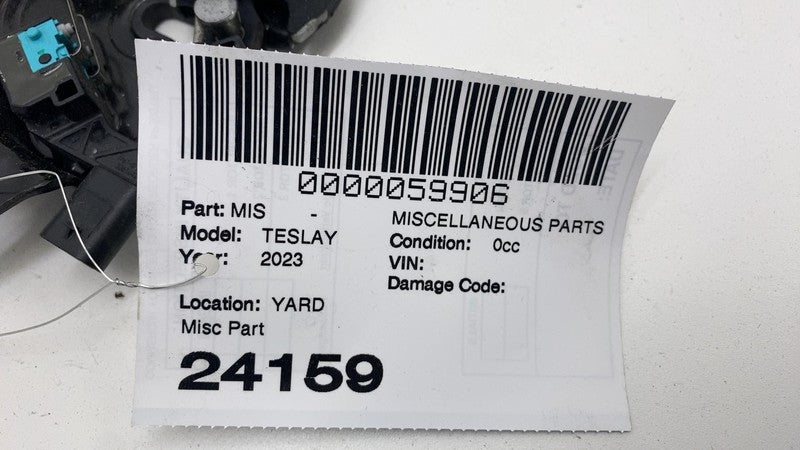 0000059906
Part: MIS - MISCELLANEOUS PARTS
Model: TESLAY Condition: 0cc
Year: 2023 VIN:
Damage Code:
Location: YARD
Misc Part
24159